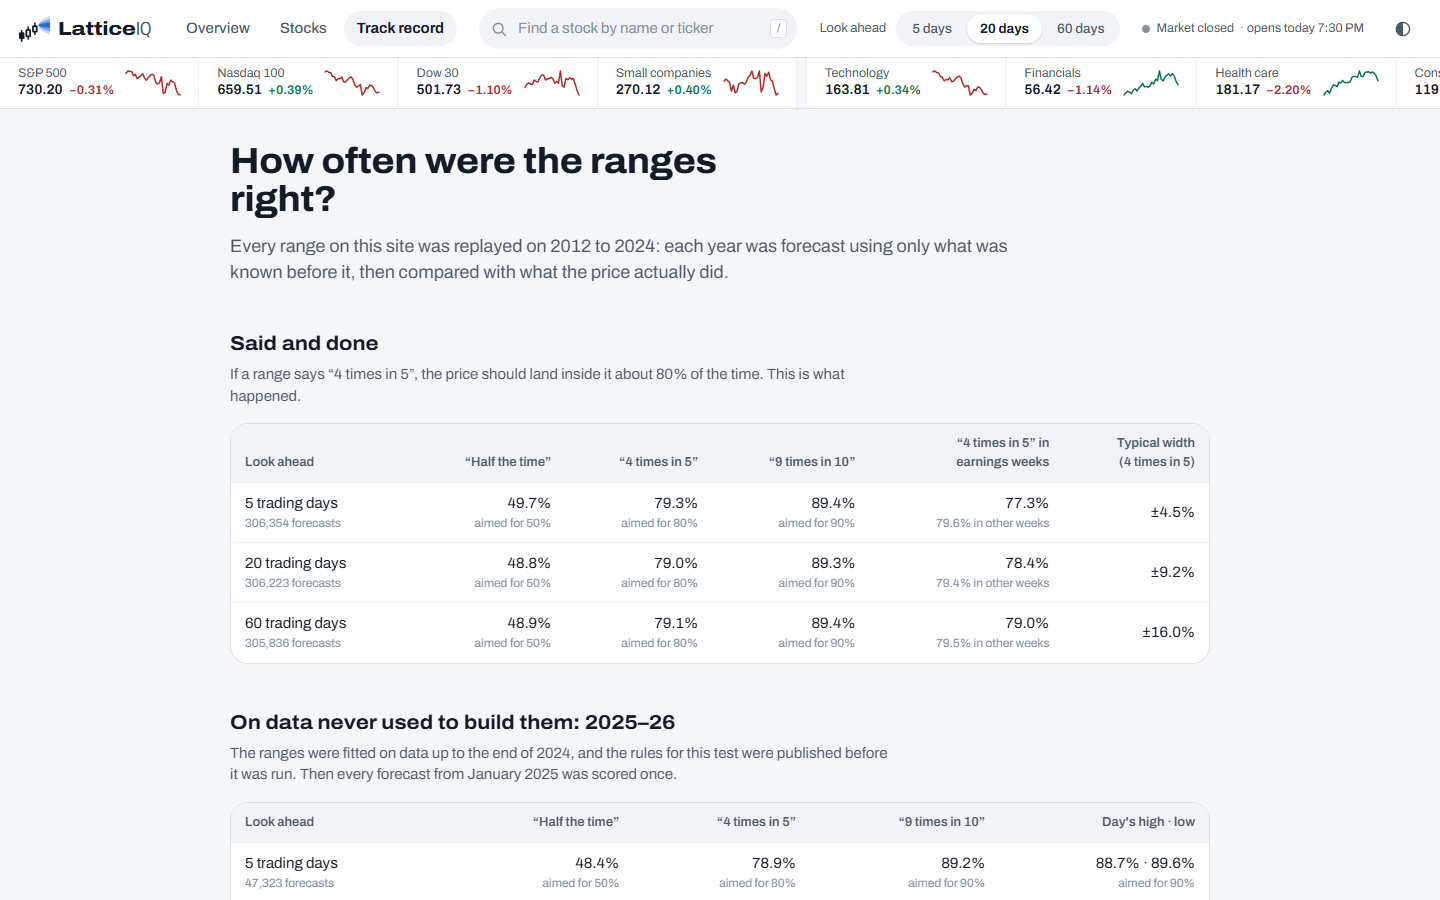 LatticeIQ
Overview
Stocks
Track record
Find a stock by name or ticker
/
Look ahead
5 days
20 days
60 days
Market closed · opens today 7:30 PM
S&P 500
730.20 −0.31%
Nasdaq 100
659.51 +0.39%
Dow 30
501.73 −1.10%
Small companies
270.12 +0.40%
Technology
163.81 +0.34%
Financials
56.42 −1.14%
Health care
181.17 −2.20%
Cons
119
How often were the ranges
right?
Every range on this site was replayed on 2012 to 2024: each year was forecast using only what was
known before it, then compared with what the price actually did.
Said and done
If a range says “4 times in 5”, the price should land inside it about 80% of the time. This is what
happened.
Look ahead
“Half the time”
“4 times in 5”
“9 times in 10”
“4 times in 5” in
earnings weeks
Typical width
(4 times in 5)
5 trading days
306,354 forecasts
49.7%
aimed for 50%
79.3%
aimed for 80%
89.4%
aimed for 90%
77.3%
79.6% in other weeks
±4.5%
20 trading days
306,223 forecasts
48.8%
aimed for 50%
79.0%
aimed for 80%
89.3%
aimed for 90%
78.4%
79.4% in other weeks
±9.2%
60 trading days
305,836 forecasts
48.9%
aimed for 50%
79.1%
aimed for 80%
89.4%
aimed for 90%
79.0%
79.5% in other weeks
±16.0%
On data never used to build them: 2025–26
The ranges were fitted on data up to the end of 2024, and the rules for this test were published before
it was run. Then every forecast from January 2025 was scored once.
Look ahead
“Half the time”
“4 times in 5”
“9 times in 10”
Day's high · low
5 trading days
47,323 forecasts
48.4%
aimed for 50%
78.9%
aimed for 80%
89.2%
aimed for 90%
88.7% · 89.6%
aimed for 90%